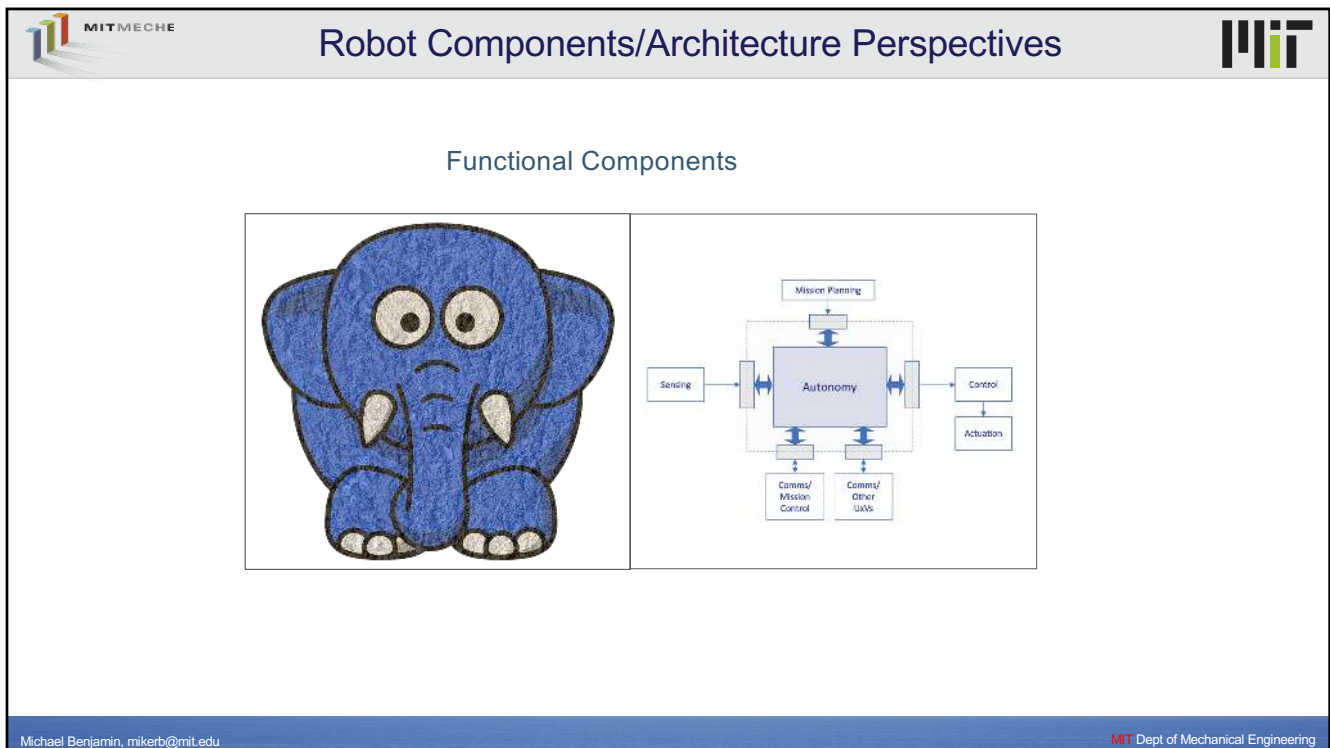 MITMECHE
Robot Components/Architecture Perspectives
MIT
Functional Components
Mission Planning
Sensing
Autonomy
Control
Actuation
Comms/
Mission
Control
Comms/
Other
UxVs
Michael Benjamin, mikerb@mit.edu
MIT Dept of Mechanical Engineering